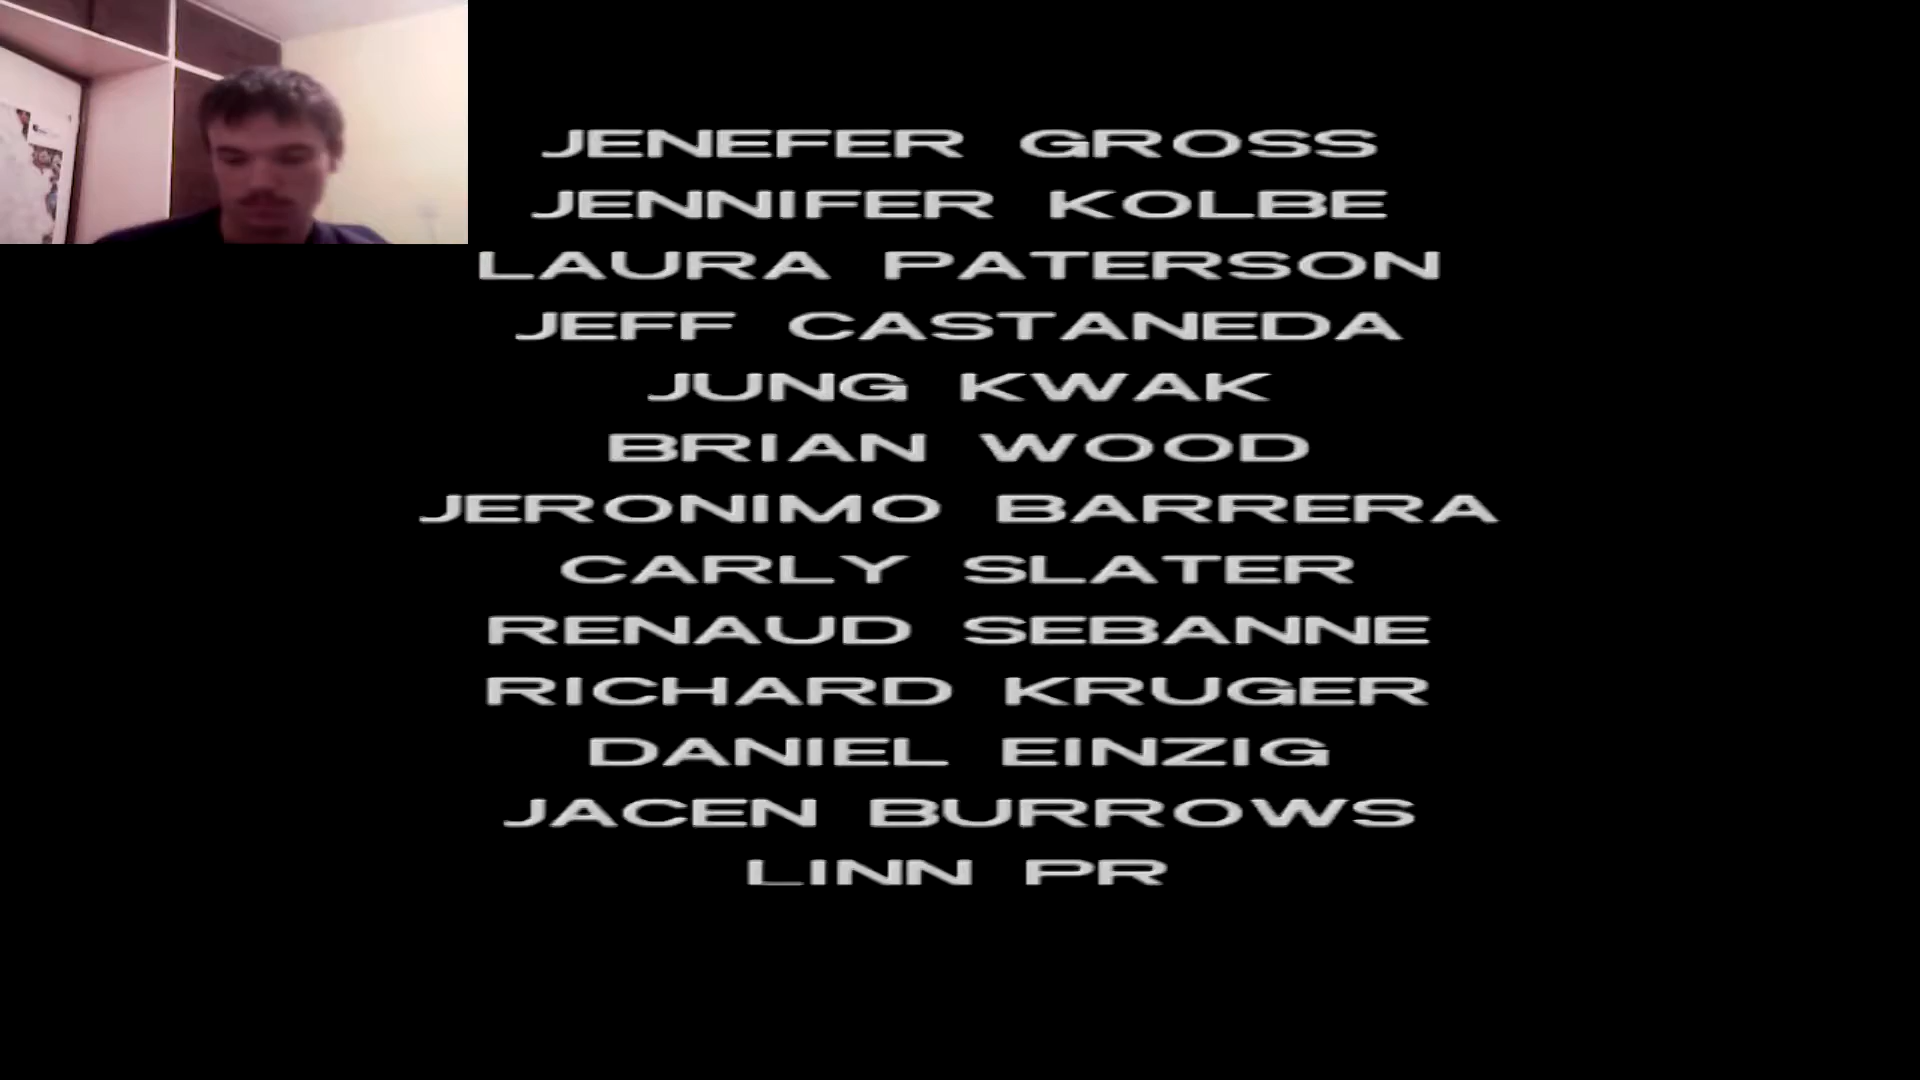 JENEFER GROSS
JENNIFER KOLBE
LAURA PATERSON
JEFF CASTANEDA
JUNG KWAK
BRIAN WOOD
JERONIMO BARRERA
CARLY SLATER
RENAUD SEBANNE
RICHARD KRUGER
DANIEL EINZIG
JACEN BURROWS
LINN PR